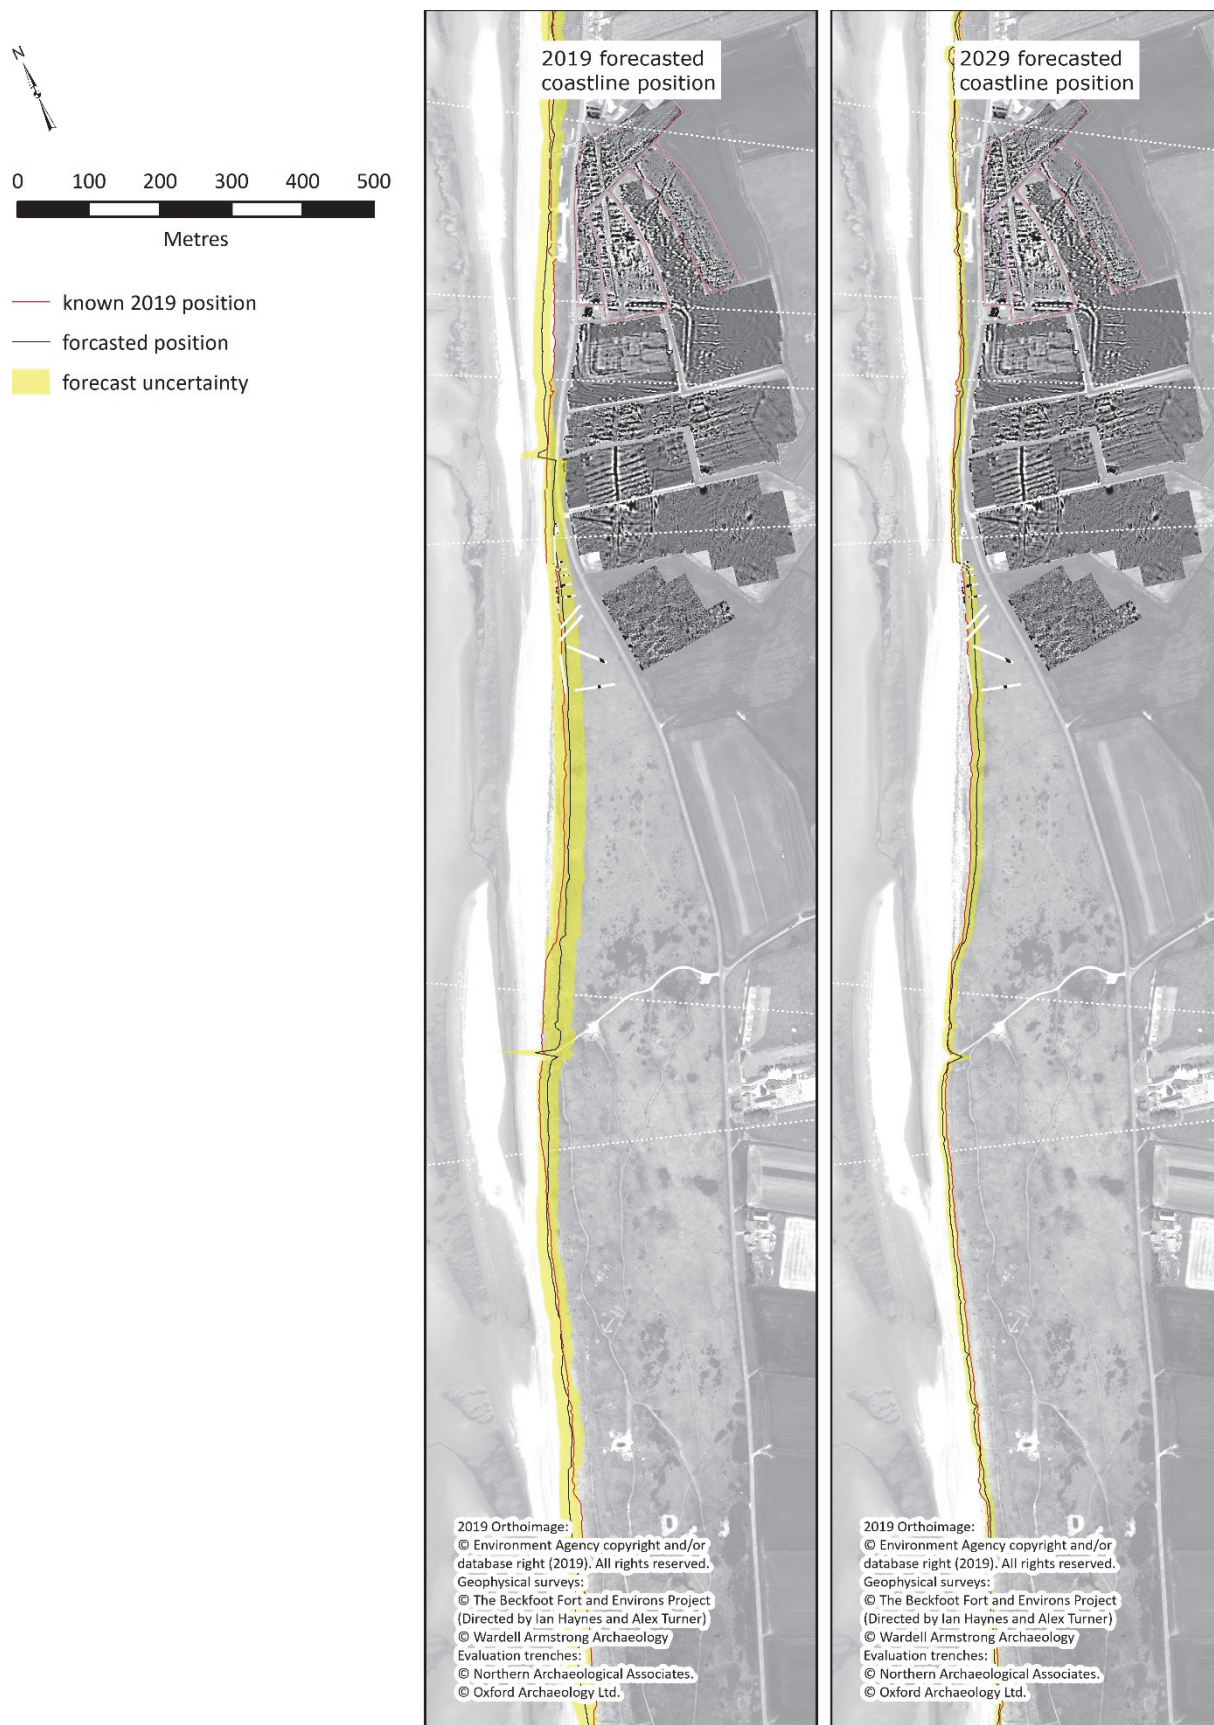 N
0 100 200 300 400 500
Metres
known 2019 position
forcasted position
forecast uncertainty
2019 forecasted
coastline position
2019 Orthoimage:
© Environment Agency copyright and/or
database right (2019). All rights reserved.
Geophysical surveys:
© The Beckfoot Fort and Environs Project
(Directed by Ian Haynes and Alex Turner)
© Wardell Armstrong Archaeology
Evaluation trenches:
© Northern Archaeological Associates.
© Oxford Archaeology Ltd.
2029 forecasted
coastline position
2019 Orthoimage:
© Environment Agency copyright and/or
database right (2019). All rights reserved.
Geophysical surveys:
© The Beckfoot Fort and Environs Project
(Directed by Ian Haynes and Alex Turner)
© Wardell Armstrong Archaeology
Evaluation trenches:
© Northern Archaeological Associates.
© Oxford Archaeology Ltd.